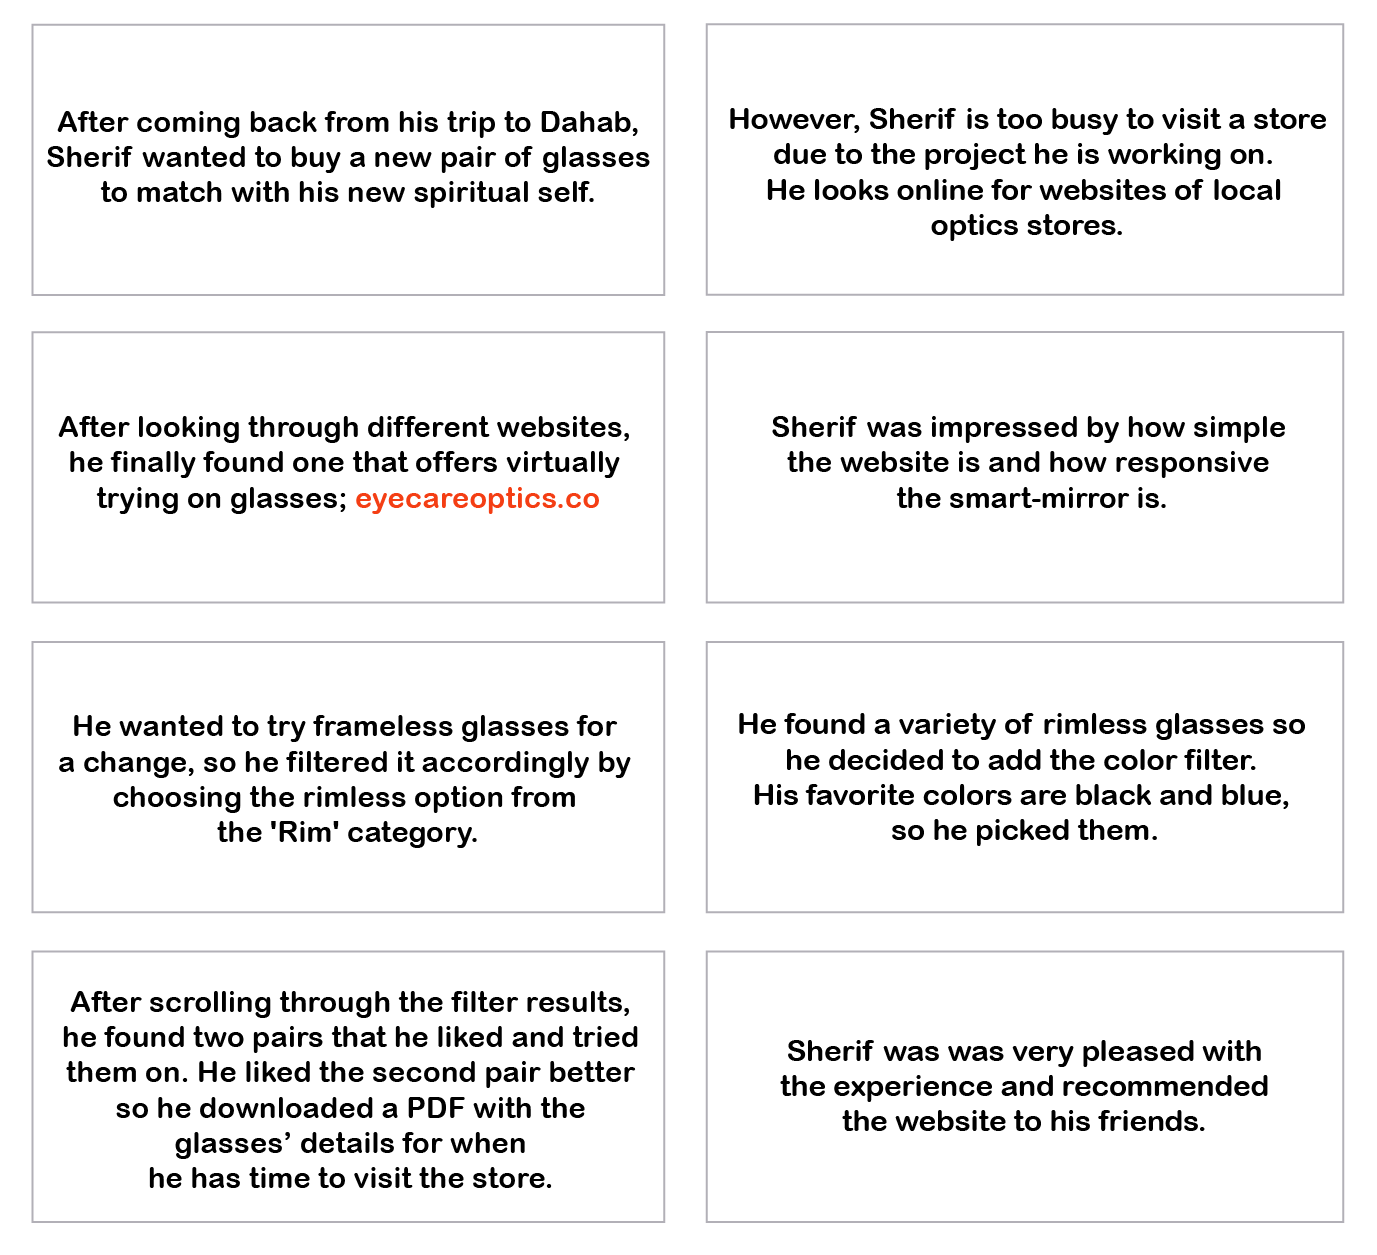 After coming back from his trip to Dahab,
Sherif wanted to buy a new pair of glasses
to match with his new spiritual self.
However, Sherif is too busy to visit a store
due to the project he is working on.
He looks online for websites of local
optics stores.
After looking through different websites,
he finally found one that offers virtually
trying on glasses; eyecareoptics.co
Sherif was impressed by how simple
the website is and how responsive
the smart-mirror is.
He wanted to try frameless glasses for
a change, so he filtered it accordingly by
choosing the rimless option from
the 'Rim' category.
He found a variety of rimless glasses so
he decided to add the color filter.
His favorite colors are black and blue,
so he picked them.
After scrolling through the filter results,
he found two pairs that he liked and tried
them on. He liked the second pair better
so he downloaded a PDF with the
glasses’ details for when
he has time to visit the store.
Sherif was was very pleased with
the experience and recommended
the website to his friends.